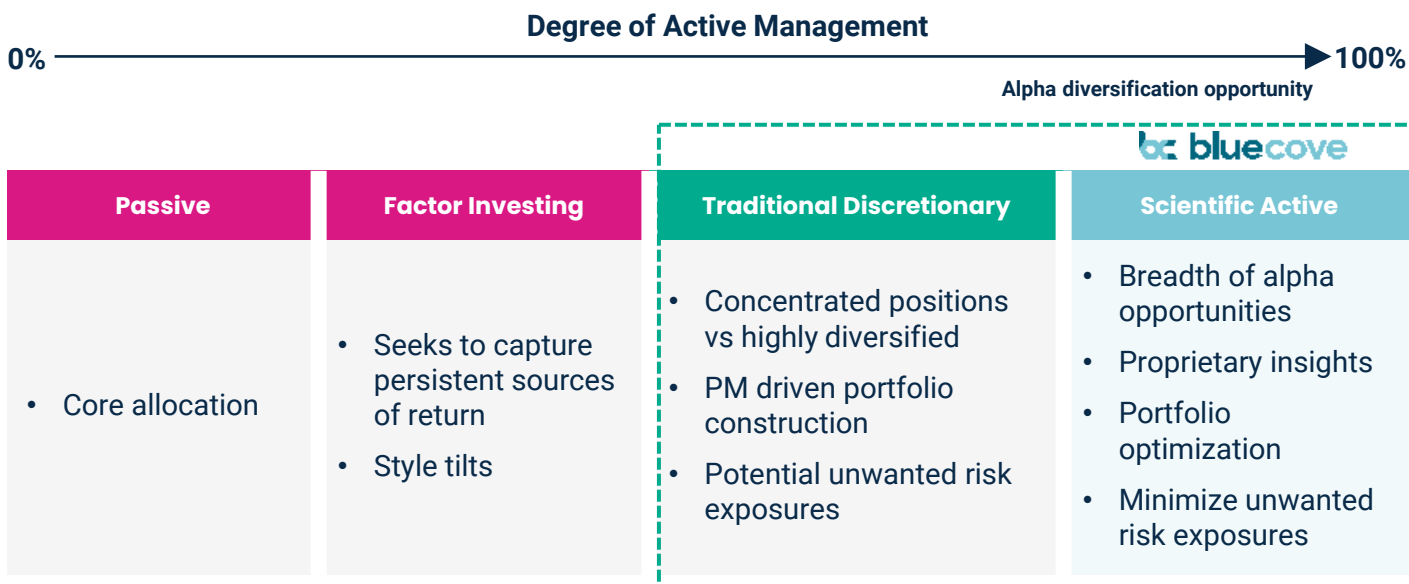 Degree of Active Management
0%
100%
Alpha diversification opportunity
bc bluecove
Passive
Factor Investing
Traditional Discretionary
Scientific Active
• Core allocation
• Seeks to capture
persistent sources
of return
• Style tilts
• Concentrated positions
vs highly diversified
• PM driven portfolio
construction
• Potential unwanted risk
exposures
• Breadth of alpha
opportunities
• Proprietary insights
• Portfolio
optimization
• Minimize unwanted
risk exposures